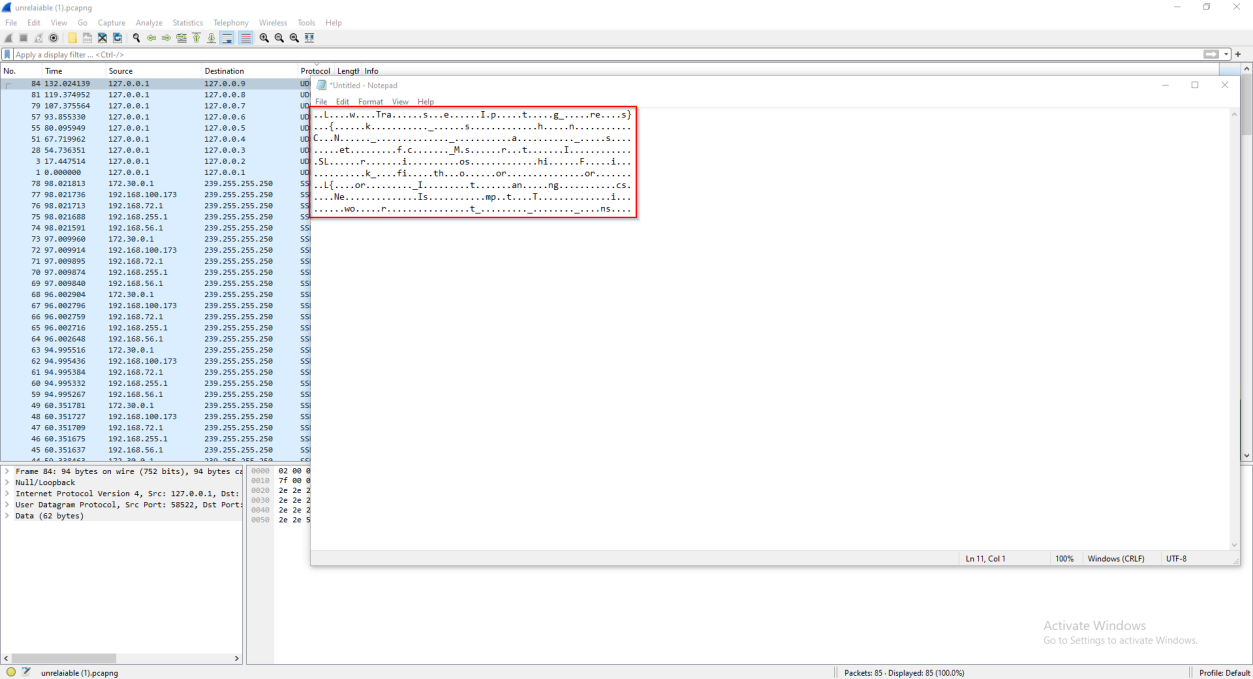 unrelaiable (1).pcapng
File Edit View Go Capture Analyze Statistics Telephony Wireless Tools Help
Apply a display filter ... <Ctrl-/>
No. Time Source Destination Protocol Length Info
84 132.024139 127.0.0.1 127.0.0.9 UD
81 119.374952 127.0.0.1 127.0.0.8 UD
79 107.375564 127.0.0.1 127.0.0.7 UD
57 93.855330 127.0.0.1 127.0.0.6 UD
55 80.095949 127.0.0.1 127.0.0.5 UD
51 67.719962 127.0.0.1 127.0.0.4 UD
28 54.736351 127.0.0.1 127.0.0.3 UD
3 17.447514 127.0.0.1 127.0.0.2 UD
1 0.000000 127.0.0.1 127.0.0.1 UD
78 98.021813 172.30.0.1 239.255.255.250 SS
77 98.021736 192.168.100.173 239.255.255.250 SS
76 98.021713 192.168.72.1 239.255.255.250 SS
75 98.021688 192.168.255.1 239.255.255.250 SS
74 98.021591 192.168.56.1 239.255.255.250 SS
73 97.009960 172.30.0.1 239.255.255.250 SS
72 97.009914 192.168.100.173 239.255.255.250 SS
71 97.009895 192.168.72.1 239.255.255.250 SS
70 97.009874 192.168.255.1 239.255.255.250 SS
69 97.009840 192.168.56.1 239.255.255.250 SS
68 96.002904 172.30.0.1 239.255.255.250 SS
67 96.002796 192.168.100.173 239.255.255.250 SS
66 96.002759 192.168.72.1 239.255.255.250 SS
65 96.002716 192.168.255.1 239.255.255.250 SS
64 96.002648 192.168.56.1 239.255.255.250 SS
63 94.995516 172.30.0.1 239.255.255.250 SS
62 94.995436 192.168.100.173 239.255.255.250 SS
61 94.995384 192.168.72.1 239.255.255.250 SS
60 94.995332 192.168.255.1 239.255.255.250 SS
59 94.995267 192.168.56.1 239.255.255.250 SS
49 60.351781 172.30.0.1 239.255.255.250 SS
48 60.351727 192.168.100.173 239.255.255.250 SS
47 60.351709 192.168.72.1 239.255.255.250 SS
46 60.351675 192.168.255.1 239.255.255.250 SS
45 60.351637 192.168.56.1 239.255.255.250 SS
*Untitled - Notepad
File Edit Format View Help
..L....w....Tra......s...e......I.p.....t.....g_.....re....s}
...{......k..........._......s.............h.....n...........
C...N......_.............._............a..........._.....s....
.....et.........f.c........_M.s......r...t.......I...........
.SL......r.......i...........os.............hi......F.....i...
..........k_....fi.....th...o......or................or.......
..L{....or.........._I.........t.......an.....ng...........cs.
....Ne..............Is............mp..t....T..............i...
......wo.....r................t_.........._........_....ns....
Ln 11, Col 1 100% Windows (CRLF) UTF-8
Frame 84: 94 bytes on wire (752 bits), 94 bytes ca
Null/Loopback
Internet Protocol Version 4, Src: 127.0.0.1, Dst:
User Datagram Protocol, Src Port: 58522, Dst Port:
Data (62 bytes)
0000 02 00 0
0010 7f 00 0
0020 2e 2e 2
0030 2e 2e 2
0040 2e 2e 2
0050 2e 2e 5
Activate Windows
Go to Settings to activate Windows.
unrelaiable (1).pcapng
Packets: 85 · Displayed: 85 (100.0%)
Profile: Default